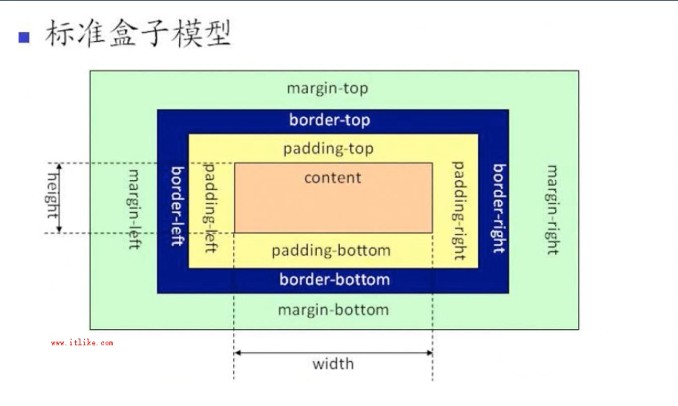 标准盒子模型
margin-top
border-top
padding-top
content
height
margin-left
border-left
padding-left
padding-right
border-right
margin-right
padding-bottom
border-bottom
margin-bottom
www.itlike.com
width